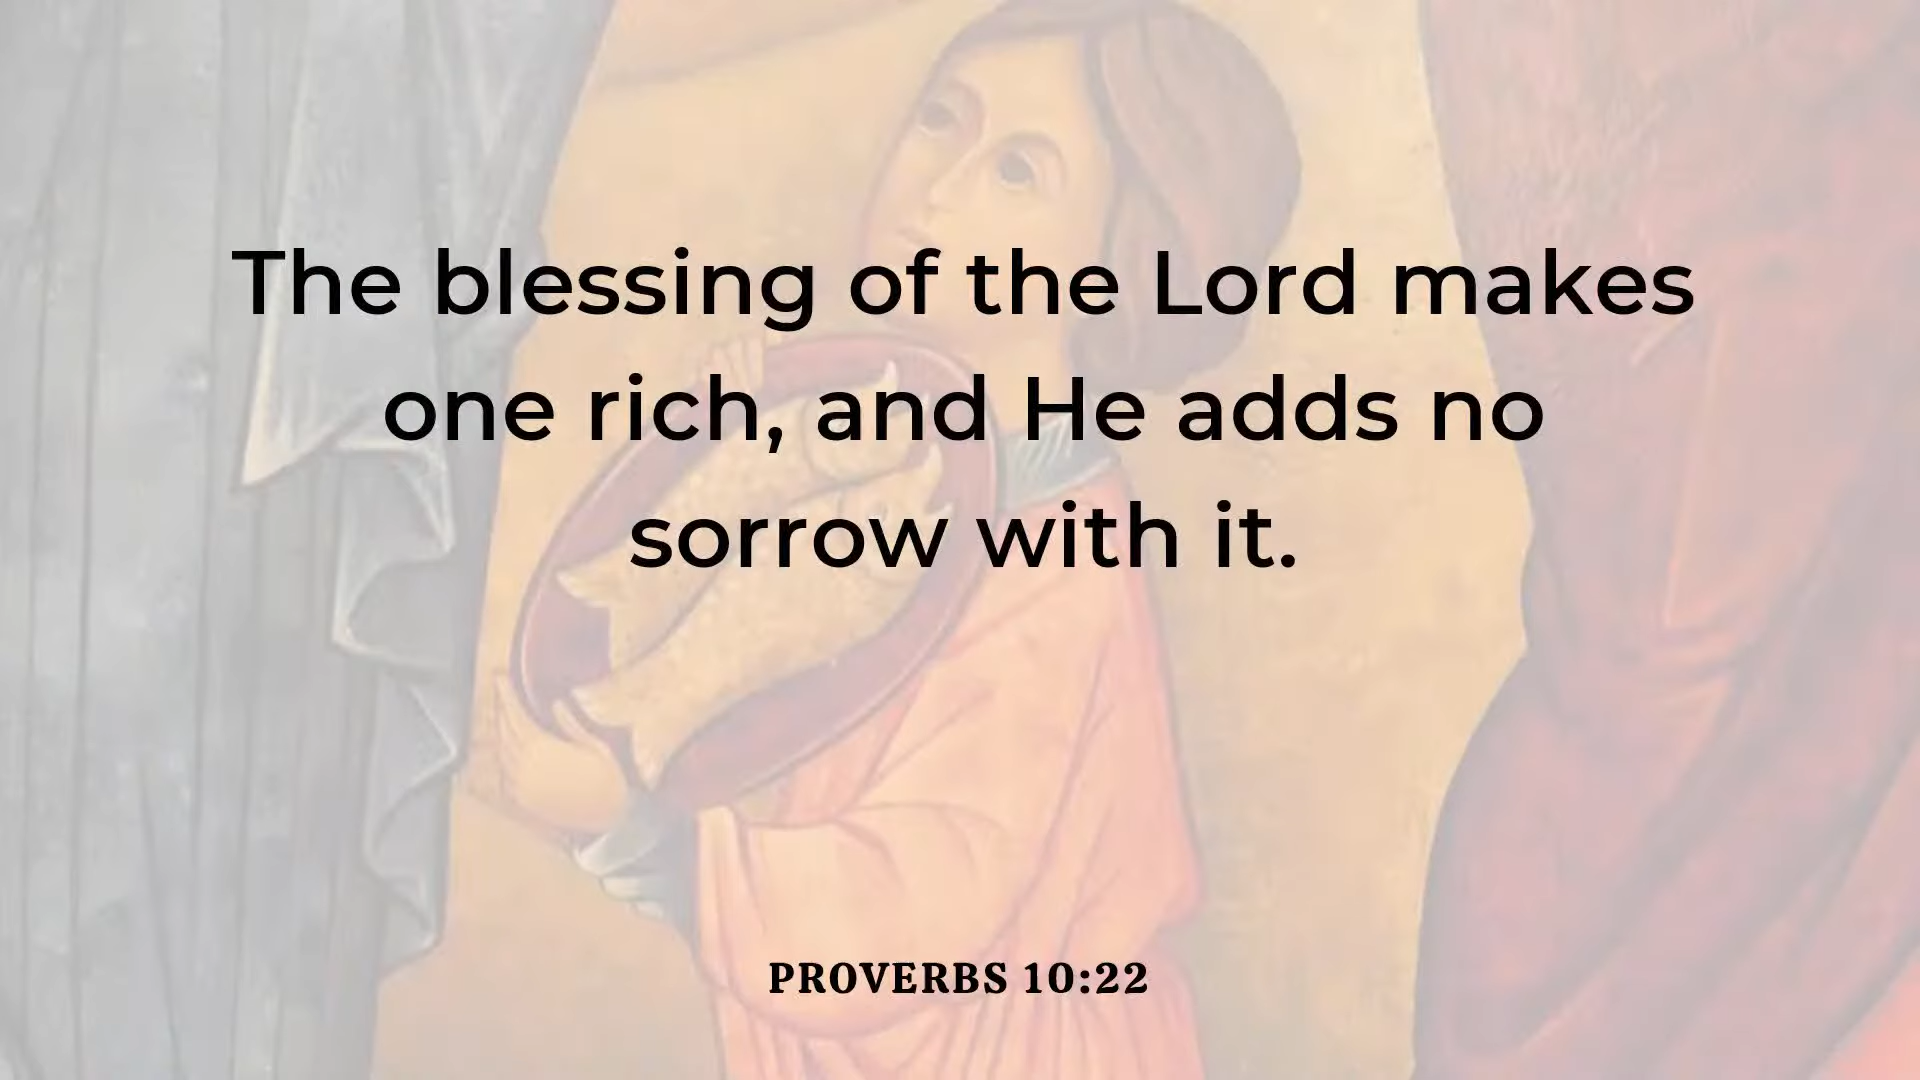 The blessing of the Lord makes
one rich, and He adds no
sorrow with it.
PROVERBS 10:22